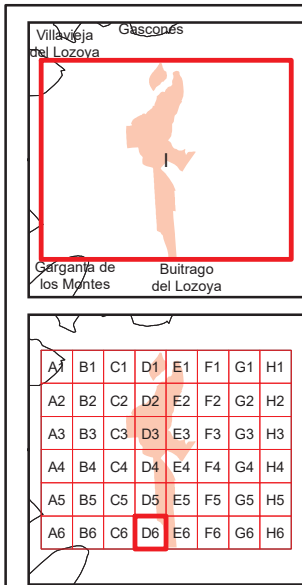 Villavieja
del Lozoya
Gascones
I
Garganta de
los Montes
Buitrago
del Lozoya
A1 B1 C1 D1 E1 F1 G1 H1
A2 B2 C2 D2 E2 F2 G2 H2
A3 B3 C3 D3 E3 F3 G3 H3
A4 B4 C4 D4 E4 F4 G4 H4
A5 B5 C5 D5 E5 F5 G5 H5
A6 B6 C6 D6 E6 F6 G6 H6